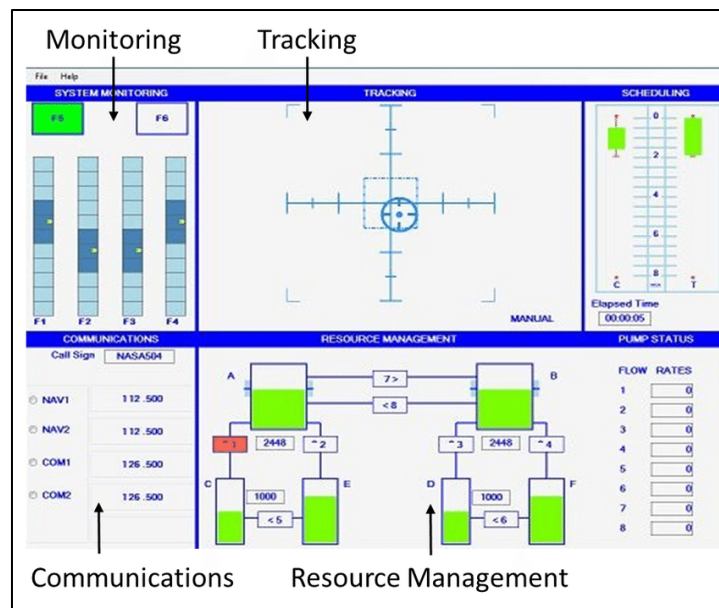 Monitoring
Tracking
File Help
SYSTEM MONITORING
F5
F6
F1
F2
F3
F4
TRACKING
MANUAL
SCHEDULING
0
2
4
6
8
C
T
Elapsed Time
00:00:05
COMMUNICATIONS
Call Sign NASA504
NAV1 112.500
NAV2 112.500
COM1 126.500
COM2 126.500
RESOURCE MANAGEMENT
A
7>
B
<8
2448
^2
^3
2448
^4
C
1000
E
D
1000
F
<5
<6
PUMP STATUS
FLOW RATES
1 0
2 0
3 0
4 0
5 0
6 0
7 0
8 0
Communications
Resource Management